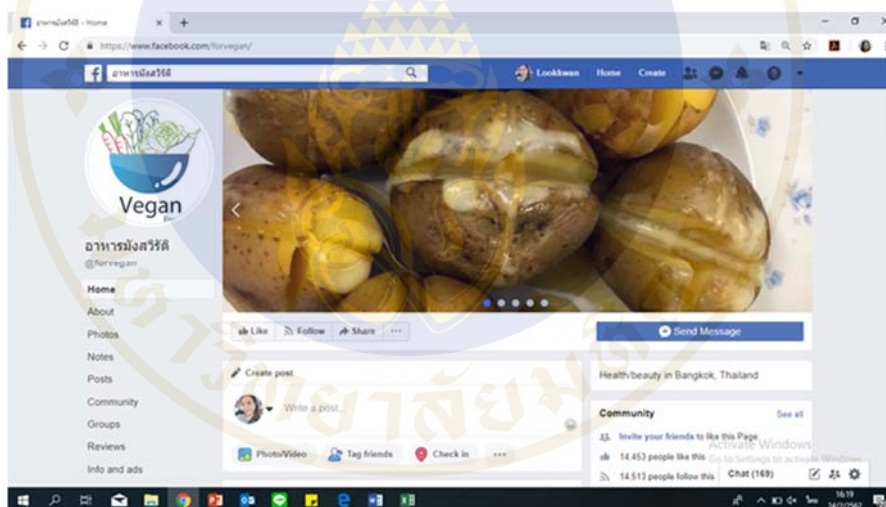 อาหารมังสวิรัติ - Home
https://www.facebook.com/forvegan/
อาหารมังสวิรัติ
Lookkwan Home Create
Vegan
อาหารมังสวิรัติ
@forvegan
Home
About
Photos
Notes
Posts
Community
Groups
Reviews
Info and ads
Like Follow Share
Send Message
Create post
Write a post...
Photo/Video Tag friends Check in
Health/beauty in Bangkok, Thailand
Community See all
Invite your friends to like this Page
14,453 people like this
14,513 people follow this
Activate Windows
Go to Settings to activate Windows.
Chat (169)
16:19
14/2/2562